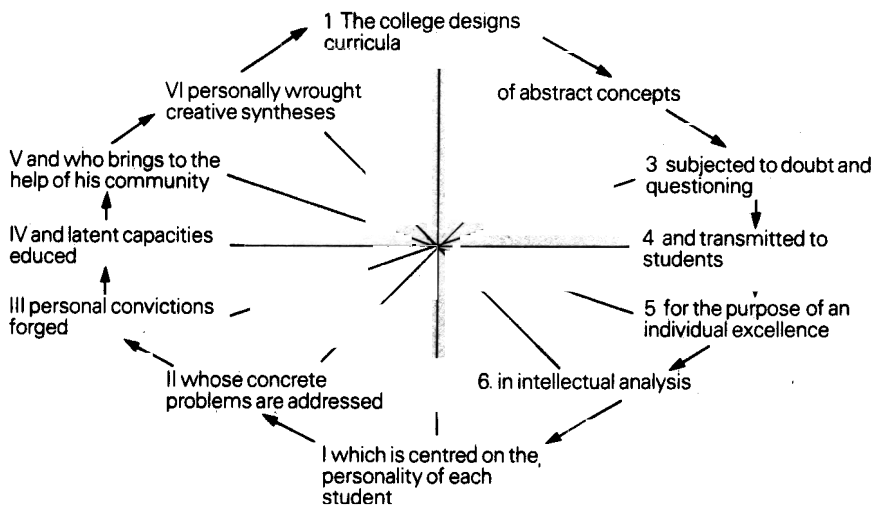 1 The college designs
curricula
of abstract concepts
3 subjected to doubt and
questioning
4 and transmitted to
students
5 for the purpose of an
individual excellence
6. in intellectual analysis
I which is centred on the
personality of each
student
II whose concrete
problems are addressed
III personal convictions
forged
IV and latent capacities
educed
V and who brings to the
help of his community
VI personally wrought
creative syntheses